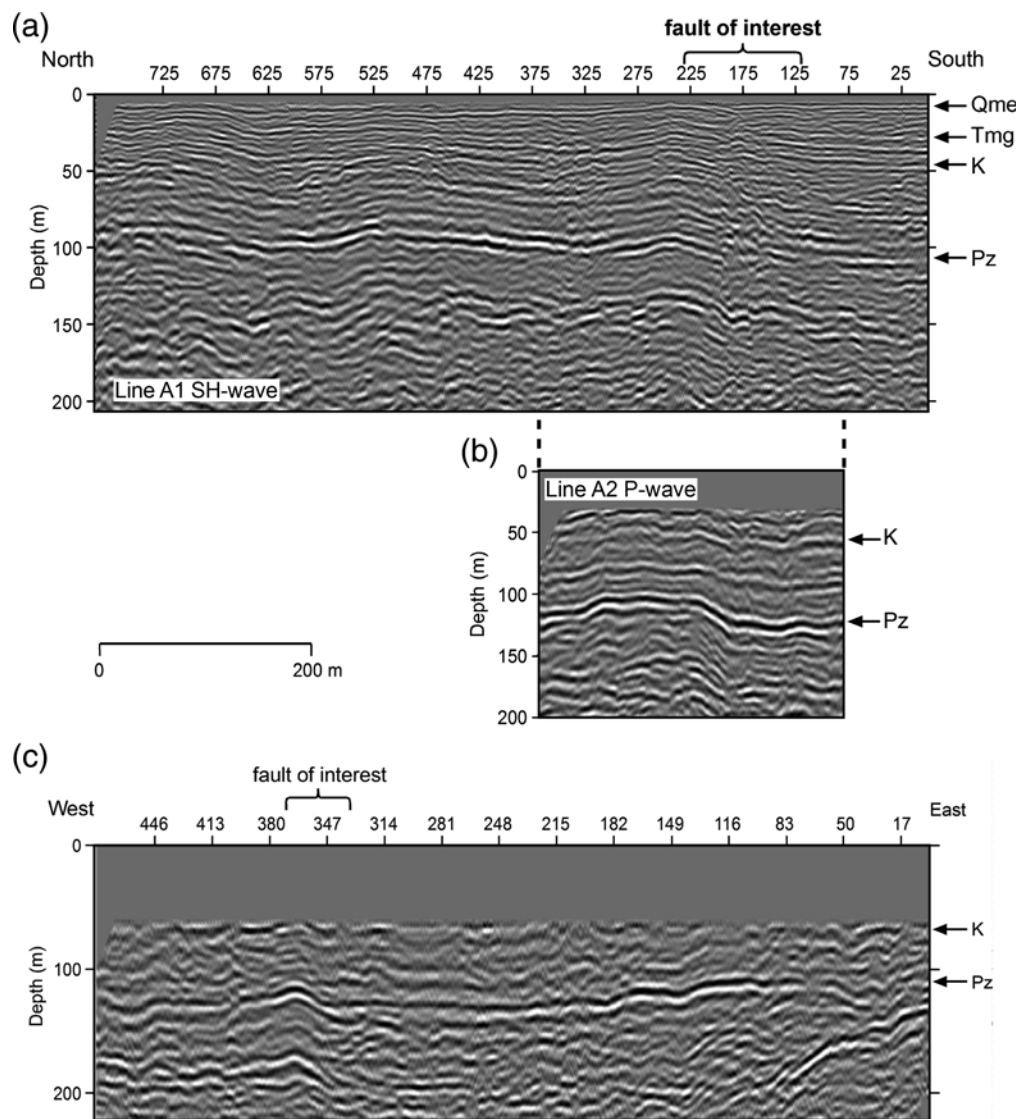 (a)
fault of interest
North
725 675 625 575 525 475 425 375 325 275 225 175 125 75 25
South
0
50
100
150
200
Depth (m)
Qme
Tmg
K
Pz
Line A1 SH-wave
(b)
0
50
100
150
200
Depth (m)
Line A2 P-wave
K
Pz
0 200 m
(c)
fault of interest
West
446 413 380 347 314 281 248 215 182 149 116 83 50 17
East
0
100
200
Depth (m)
K
Pz